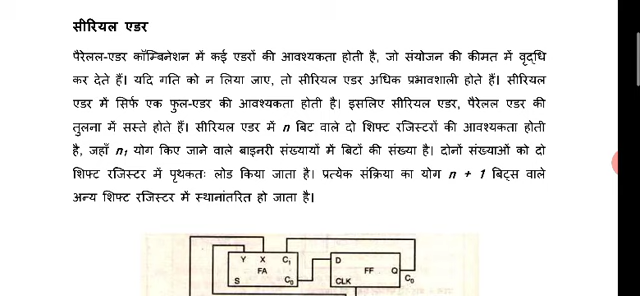 सीरियल एडर
पैरेलल-एडर कॉम्बिनेशन में कई एडरों की आवश्यकता होती है, जो संयोजन की कीमत में वृद्धि
कर देते हैं। यदि गति को न लिया जाए, तो सीरियल एडर अधिक प्रभावशाली होते हैं। सीरियल
एडर में सिर्फ एक फुल-एडर की आवश्यकता होती है। इसलिए सीरियल एडर, पैरेलल एडर की
तुलना में सस्ते होते हैं। सीरियल एडर में n बिट वाले दो शिफ्ट रजिस्टरों की आवश्यकता होती
है, जहाँ n₁ योग किए जाने वाले बाइनरी संख्यायों में बिटों की संख्या है। दोनों संख्याओं को दो
शिफ्ट रजिस्टर में पृथकतः लोड किया जाता है। प्रत्येक संक्रिया का योग n + 1 बिट्स वाले
अन्य शिफ्ट रजिस्टर में स्थानांतरित हो जाता है।
Y X C₁ D
FA FF Q
S C₀ CLK C₀